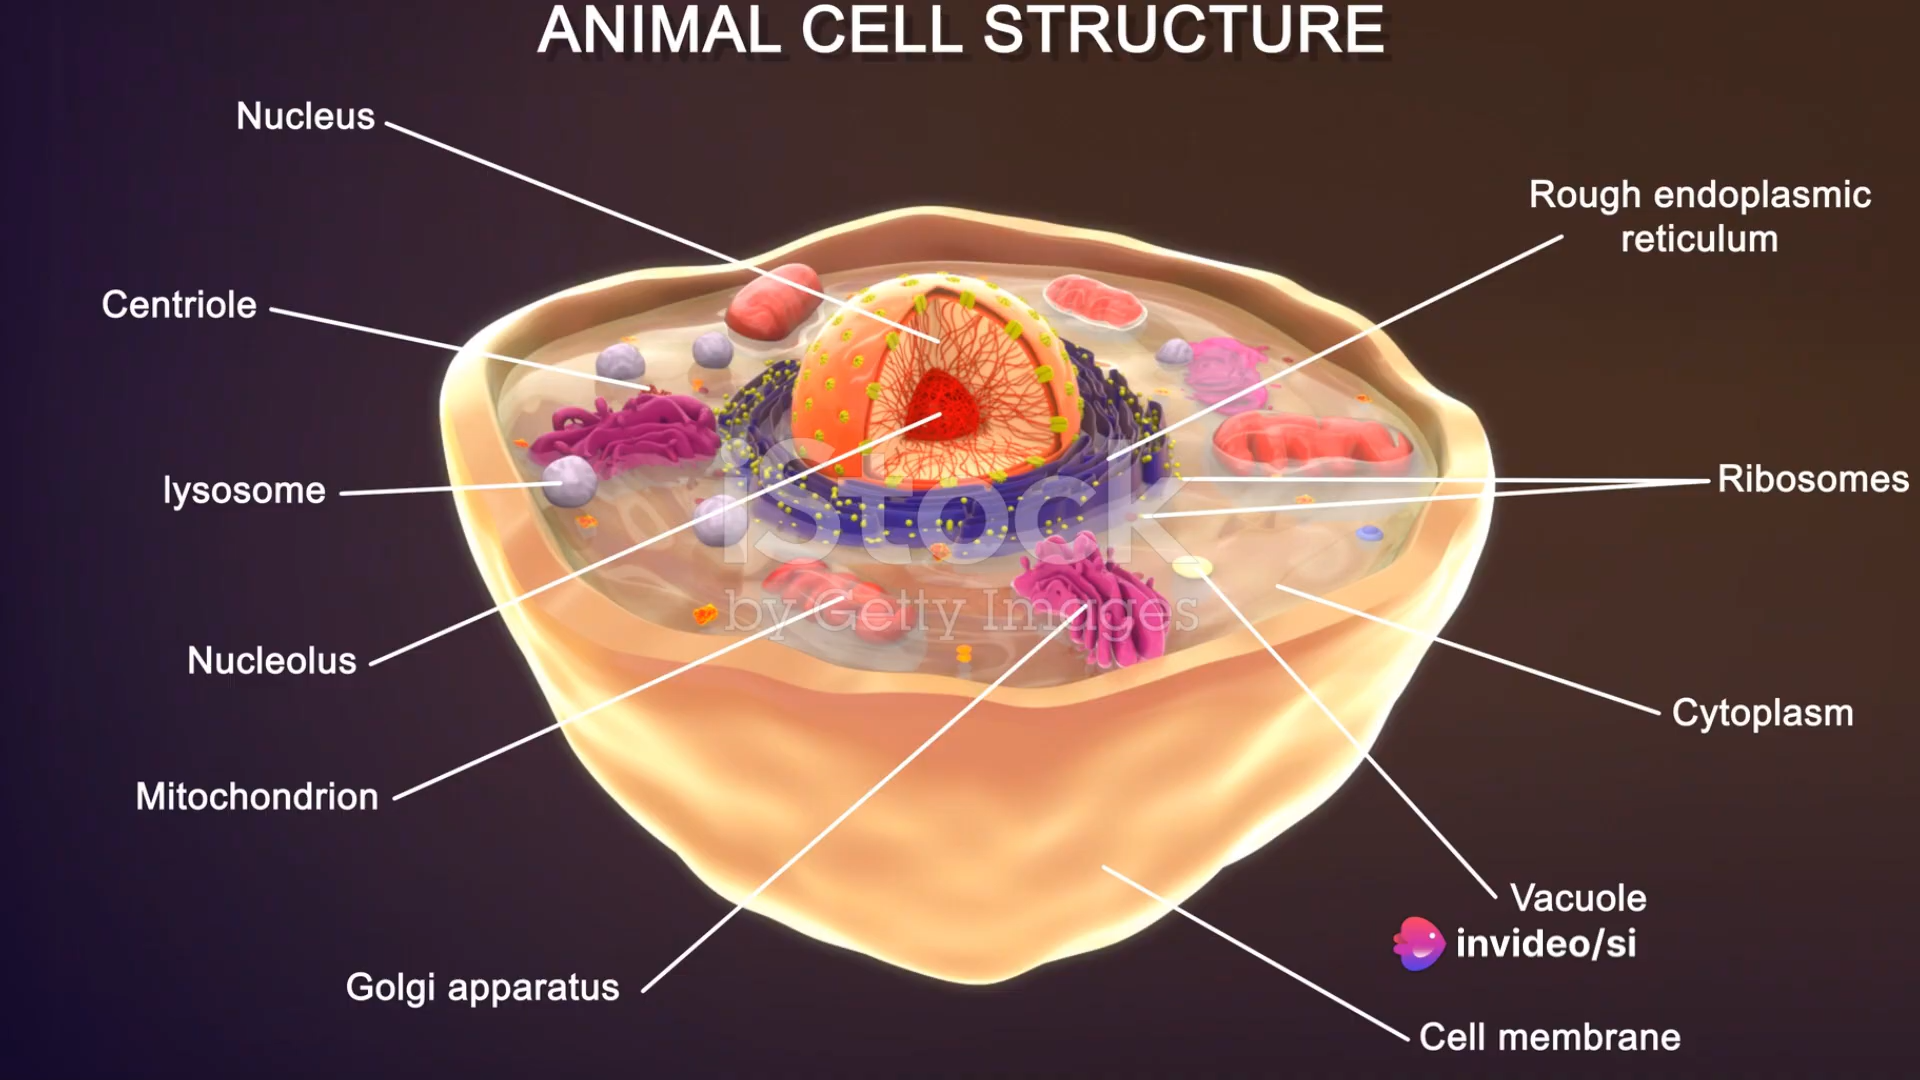 ANIMAL CELL STRUCTURE
Nucleus
Rough endoplasmic
reticulum
Centriole
lysosome
Ribosomes
iStock
by Getty Images
Nucleolus
Cytoplasm
Mitochondrion
Vacuole
invideo/si
Golgi apparatus
Cell membrane